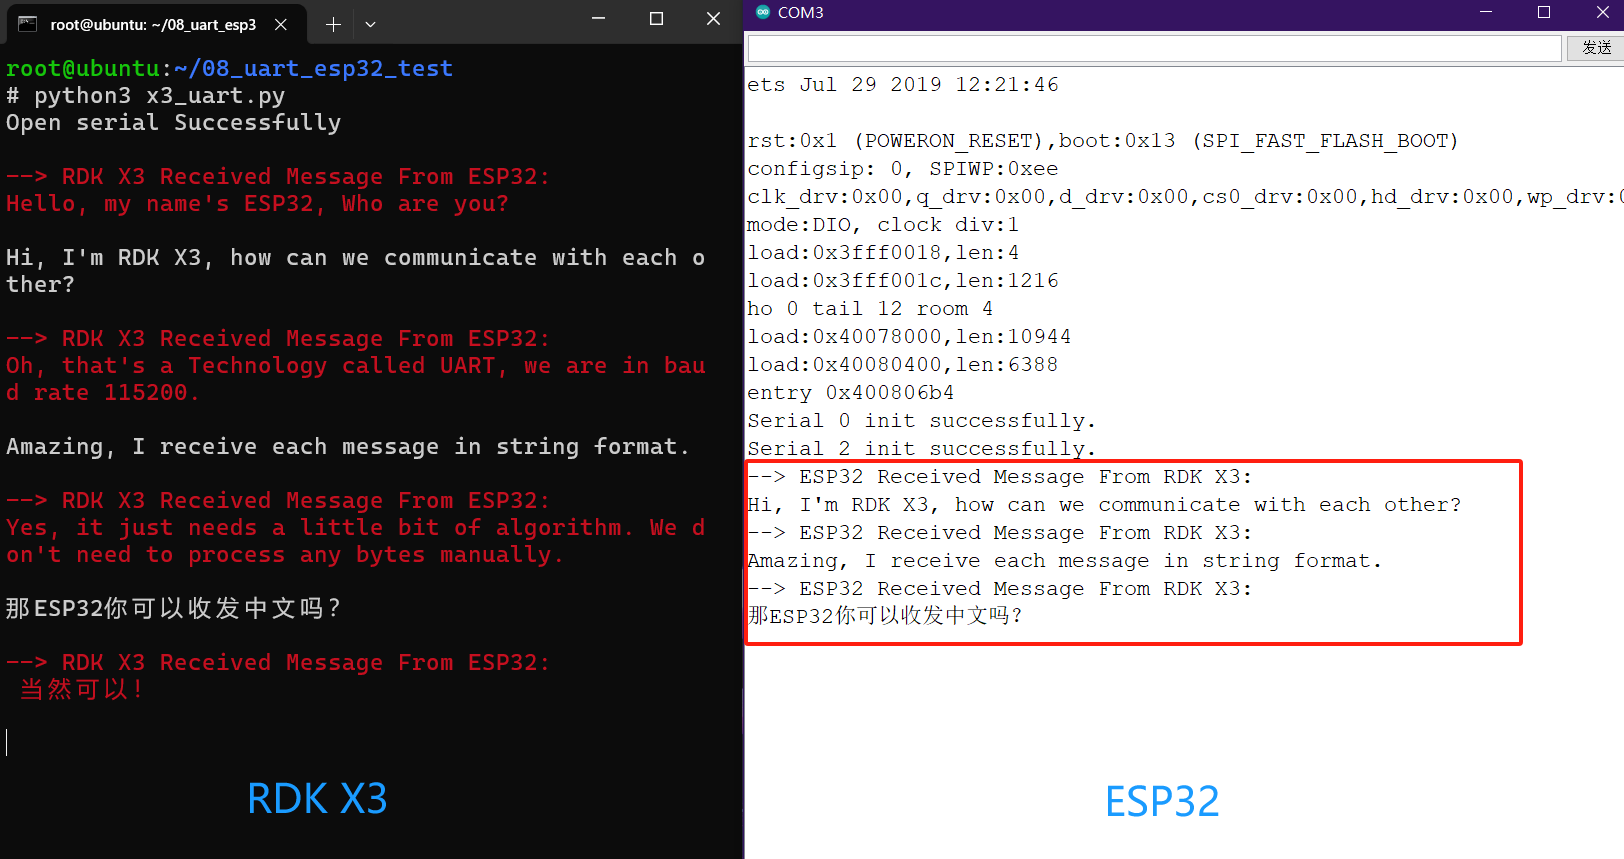 root@ubuntu: ~/08_uart_esp3
root@ubuntu:~/08_uart_esp32_test
# python3 x3_uart.py
Open serial Successfully
--> RDK X3 Received Message From ESP32:
Hello, my name's ESP32, Who are you?
Hi, I'm RDK X3, how can we communicate with each o
ther?
--> RDK X3 Received Message From ESP32:
Oh, that's a Technology called UART, we are in bau
d rate 115200.
Amazing, I receive each message in string format.
--> RDK X3 Received Message From ESP32:
Yes, it just needs a little bit of algorithm. We d
on't need to process any bytes manually.
那ESP32你可以收发中文吗?
--> RDK X3 Received Message From ESP32:
当然可以!
RDK X3
COM3
发送
ets Jul 29 2019 12:21:46
rst:0x1 (POWERON_RESET),boot:0x13 (SPI_FAST_FLASH_BOOT)
configsip: 0, SPIWP:0xee
clk_drv:0x00,q_drv:0x00,d_drv:0x00,cs0_drv:0x00,hd_drv:0x00,wp_drv:0
mode:DIO, clock div:1
load:0x3fff0018,len:4
load:0x3fff001c,len:1216
ho 0 tail 12 room 4
load:0x40078000,len:10944
load:0x40080400,len:6388
entry 0x400806b4
Serial 0 init successfully.
Serial 2 init successfully.
--> ESP32 Received Message From RDK X3:
Hi, I'm RDK X3, how can we communicate with each other?
--> ESP32 Received Message From RDK X3:
Amazing, I receive each message in string format.
--> ESP32 Received Message From RDK X3:
那ESP32你可以收发中文吗?
ESP32